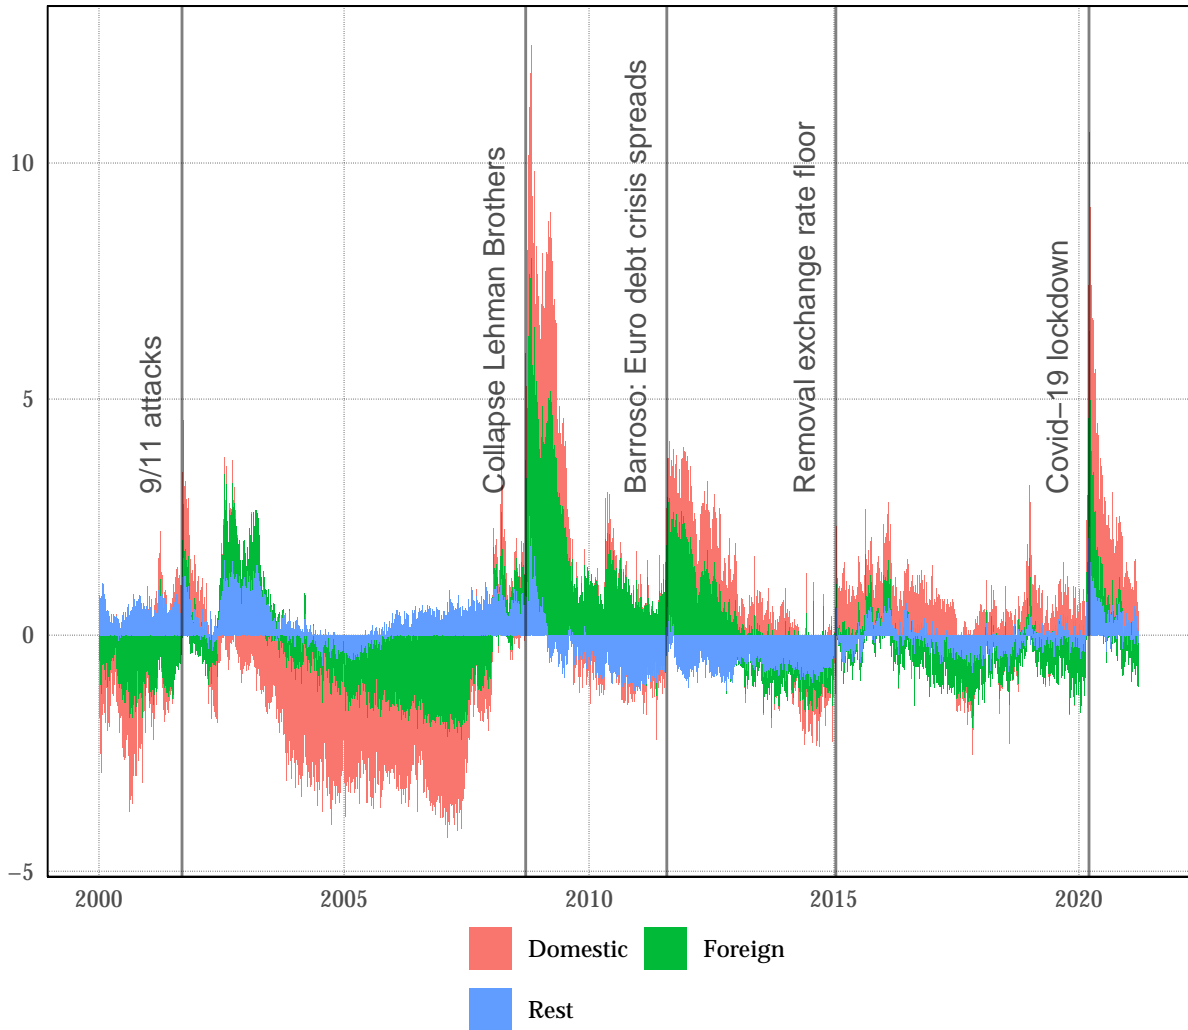 10
5
0
−5
9/11 attacks
Collapse Lehman Brothers
Barroso: Euro debt crisis spreads
Removal exchange rate floor
Covid−19 lockdown
2000 2005 2010 2015 2020
Domestic Foreign
Rest